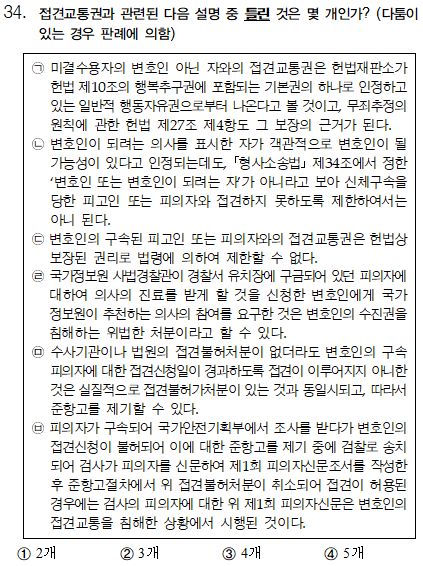 34. 접견교통권과 관련된 다음 설명 중 틀린 것은 몇 개인가? (다툼이
있는 경우 판례에 의함)
㉠ 미결수용자의 변호인 아닌 자와의 접견교통권은 헌법재판소가
헌법 제10조의 행복추구권에 포함되는 기본권의 하나로 인정하고
있는 일반적 행동자유권으로부터 나온다고 볼 것이고, 무죄추정의
원칙에 관한 헌법 제27조 제4항도 그 보장의 근거가 된다.
㉡ 변호인이 되려는 의사를 표시한 자가 객관적으로 변호인이 될
가능성이 있다고 인정되는데도, 「형사소송법」 제34조에서 정한
‘변호인 또는 변호인이 되려는 자’가 아니라고 보아 신체구속을
당한 피고인 또는 피의자와 접견하지 못하도록 제한하여서는
아니 된다.
㉢ 변호인의 구속된 피고인 또는 피의자와의 접견교통권은 헌법상
보장된 권리로 법령에 의하여 제한할 수 없다.
㉣ 국가정보원 사법경찰관이 경찰서 유치장에 구금되어 있던 피의자에
대하여 의사의 진료를 받게 할 것을 신청한 변호인에게 국가
정보원이 추천하는 의사의 참여를 요구한 것은 변호인의 수진권을
침해하는 위법한 처분이라고 할 수 있다.
㉤ 수사기관이나 법원의 접견불허처분이 없더라도 변호인의 구속
피의자에 대한 접견신청일이 경과하도록 접견이 이루어지지 아니한
것은 실질적으로 접견불허가처분이 있는 것과 동일시되고, 따라서
준항고를 제기할 수 있다.
㉥ 피의자가 구속되어 국가안전기획부에서 조사를 받다가 변호인의
접견신청이 불허되어 이에 대한 준항고를 제기 중에 검찰로 송치
되어 검사가 피의자를 신문하여 제1회 피의자신문조서를 작성한
후 준항고절차에서 위 접견불허처분이 취소되어 접견이 허용된
경우에는 검사의 피의자에 대한 위 제1회 피의자신문은 변호인의
접견교통을 침해한 상황에서 시행된 것이다.
① 2개 ② 3개 ③ 4개 ④ 5개